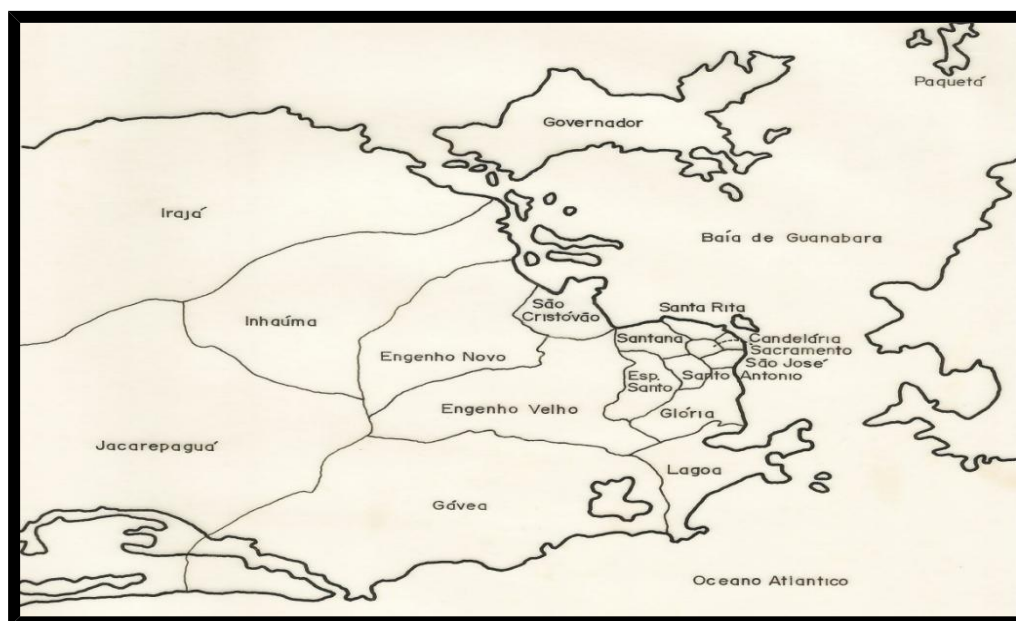 Paquetá
Governador
Irajá
Baía de Guanabara
São
Cristóvão
Santa Rita
Inhaúma
Santana
Candelária
Sacramento
Engenho Novo
São José
Esp.
Santo
Santo Antonio
Engenho Velho
Glória
Jacarepaguá
Lagoa
Gávea
Oceano Atlantico